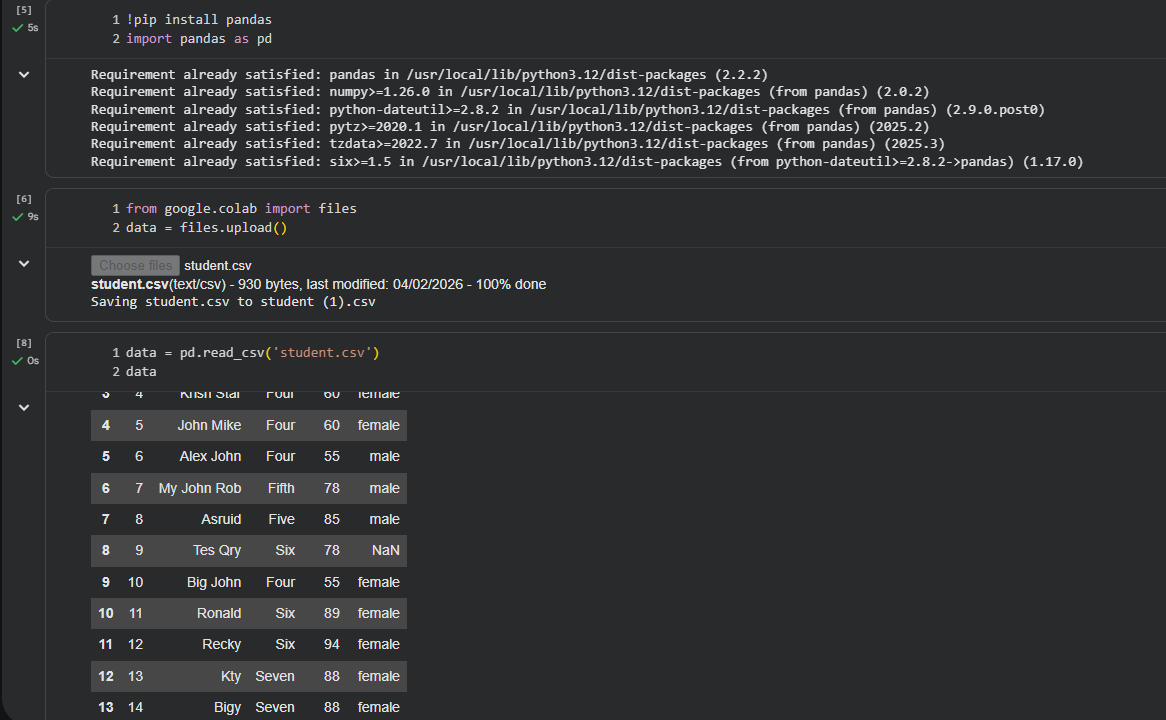 [5]
5s
1 !pip install pandas
2 import pandas as pd
Requirement already satisfied: pandas in /usr/local/lib/python3.12/dist-packages (2.2.2)
Requirement already satisfied: numpy>=1.26.0 in /usr/local/lib/python3.12/dist-packages (from pandas) (2.0.2)
Requirement already satisfied: python-dateutil>=2.8.2 in /usr/local/lib/python3.12/dist-packages (from pandas) (2.9.0.post0)
Requirement already satisfied: pytz>=2020.1 in /usr/local/lib/python3.12/dist-packages (from pandas) (2025.2)
Requirement already satisfied: tzdata>=2022.7 in /usr/local/lib/python3.12/dist-packages (from pandas) (2025.3)
Requirement already satisfied: six>=1.5 in /usr/local/lib/python3.12/dist-packages (from python-dateutil>=2.8.2->pandas) (1.17.0)
[6]
9s
1 from google.colab import files
2 data = files.upload()
Choose files student.csv
student.csv(text/csv) - 930 bytes, last modified: 04/02/2026 - 100% done
Saving student.csv to student (1).csv
[8]
0s
1 data = pd.read_csv('student.csv')
2 data
3 4 Krish Star Four 60 female
4 5 John Mike Four 60 female
5 6 Alex John Four 55 male
6 7 My John Rob Fifth 78 male
7 8 Asruid Five 85 male
8 9 Tes Qry Six 78 NaN
9 10 Big John Four 55 female
10 11 Ronald Six 89 female
11 12 Recky Six 94 female
12 13 Kty Seven 88 female
13 14 Bigy Seven 88 female